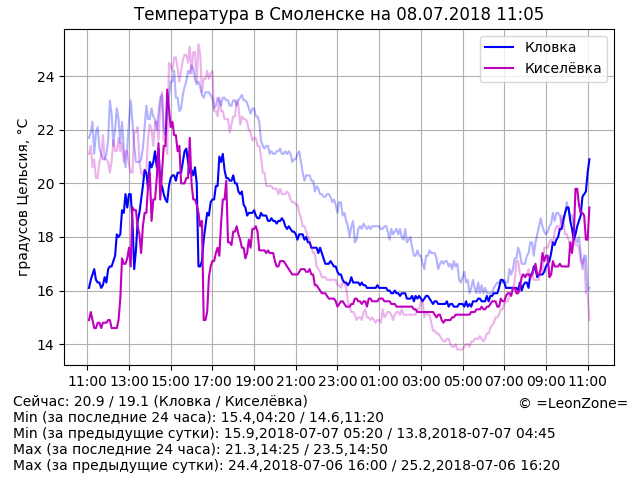 Температура в Смоленске на 08.07.2018 11:05
Кловка
Киселёвка
градусов Цельсия, °C
24
22
20
18
16
14
11:00 13:00 15:00 17:00 19:00 21:00 23:00 01:00 03:00 05:00 07:00 09:00 11:00
Сейчас: 20.9 / 19.1 (Кловка / Киселёвка)
© =LeonZone=
Min (за последние 24 часа): 15.4,04:20 / 14.6,11:20
Min (за предыдущие сутки): 15.9,2018-07-07 05:20 / 13.8,2018-07-07 04:45
Max (за последние 24 часа): 21.3,14:25 / 23.5,14:50
Max (за предыдущие сутки): 24.4,2018-07-06 16:00 / 25.2,2018-07-06 16:20